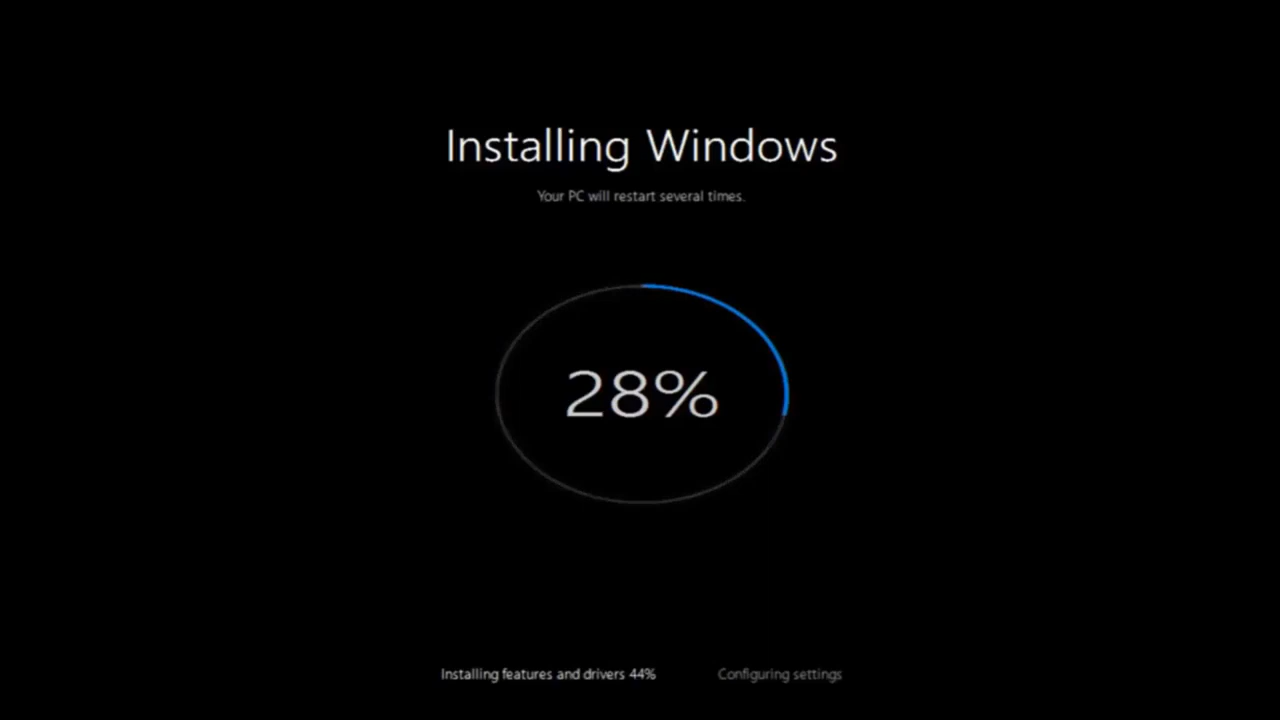 Installing Windows
Your PC will restart several times.
28%
Installing features and drivers 44% Configuring settings